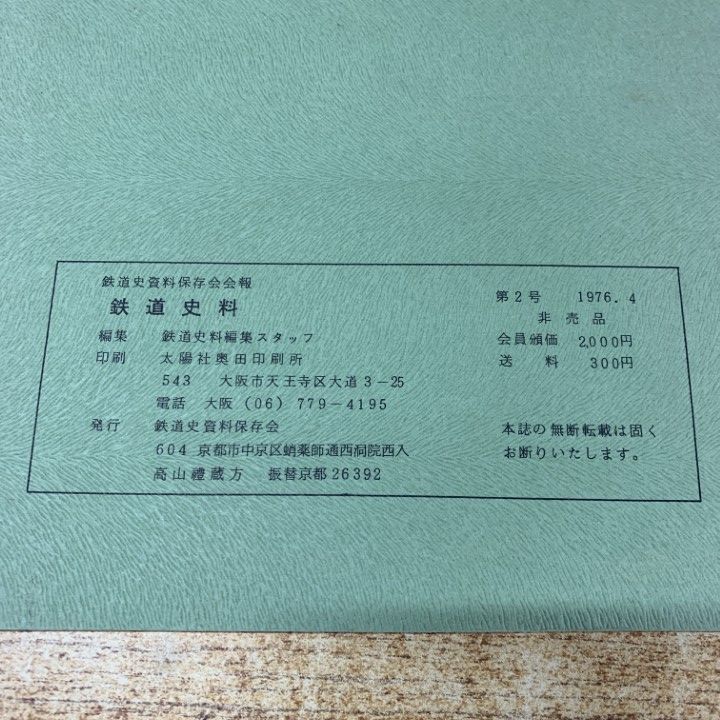 鉄道史資料保存会会報
鉄道史料
編集 鉄道史料編集スタッフ
印刷 太陽社奥田印刷所
543 大阪市天王寺区大道3-25
電話 大阪(06)779-4195
発行 鉄道史資料保存会
604 京都市中京区蛸薬師通西洞院西入
高山禮蔵方 振替京都26392
第2号 1976.4
非売品
会員頒価 2,000円
送料 300円
本誌の無断転載は固く
お断りいたします。